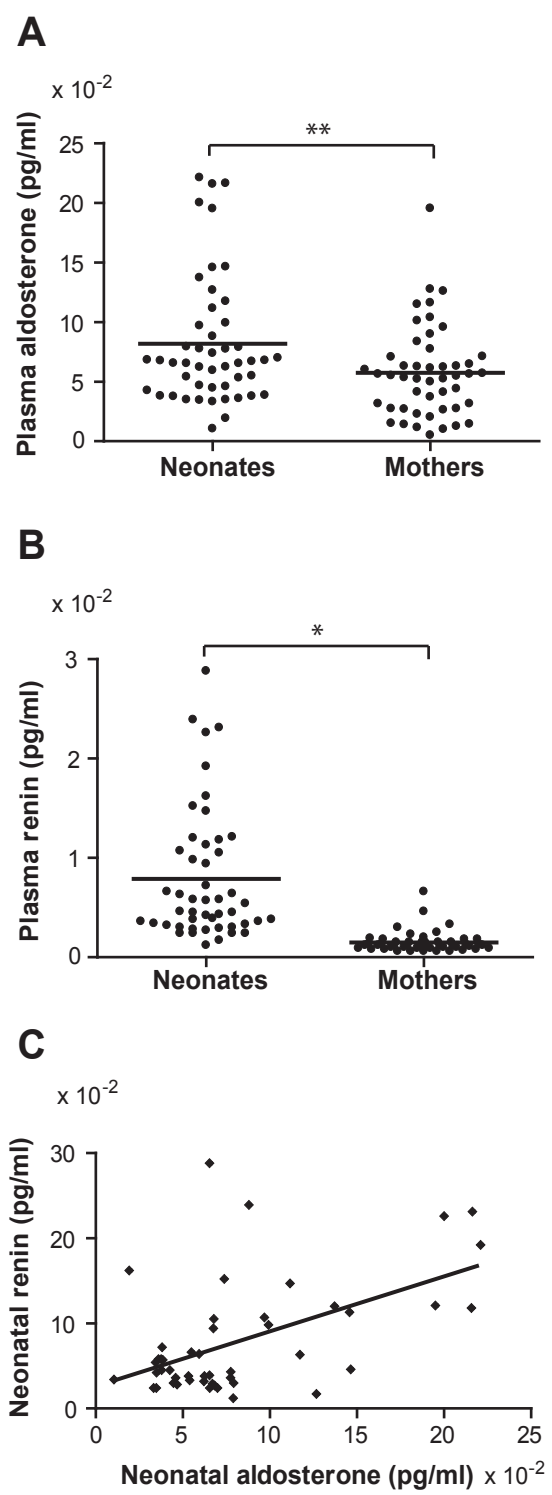 A
x 10-2
**
Plasma aldosterone (pg/ml)
25
20
15
10
5
0
Neonates Mothers
B
x 10-2
*
Plasma renin (pg/ml)
3
2
1
0
Neonates Mothers
C
x 10-2
Neonatal renin (pg/ml)
30
20
10
0
0 5 10 15 20 25
Neonatal aldosterone (pg/ml) x 10-2